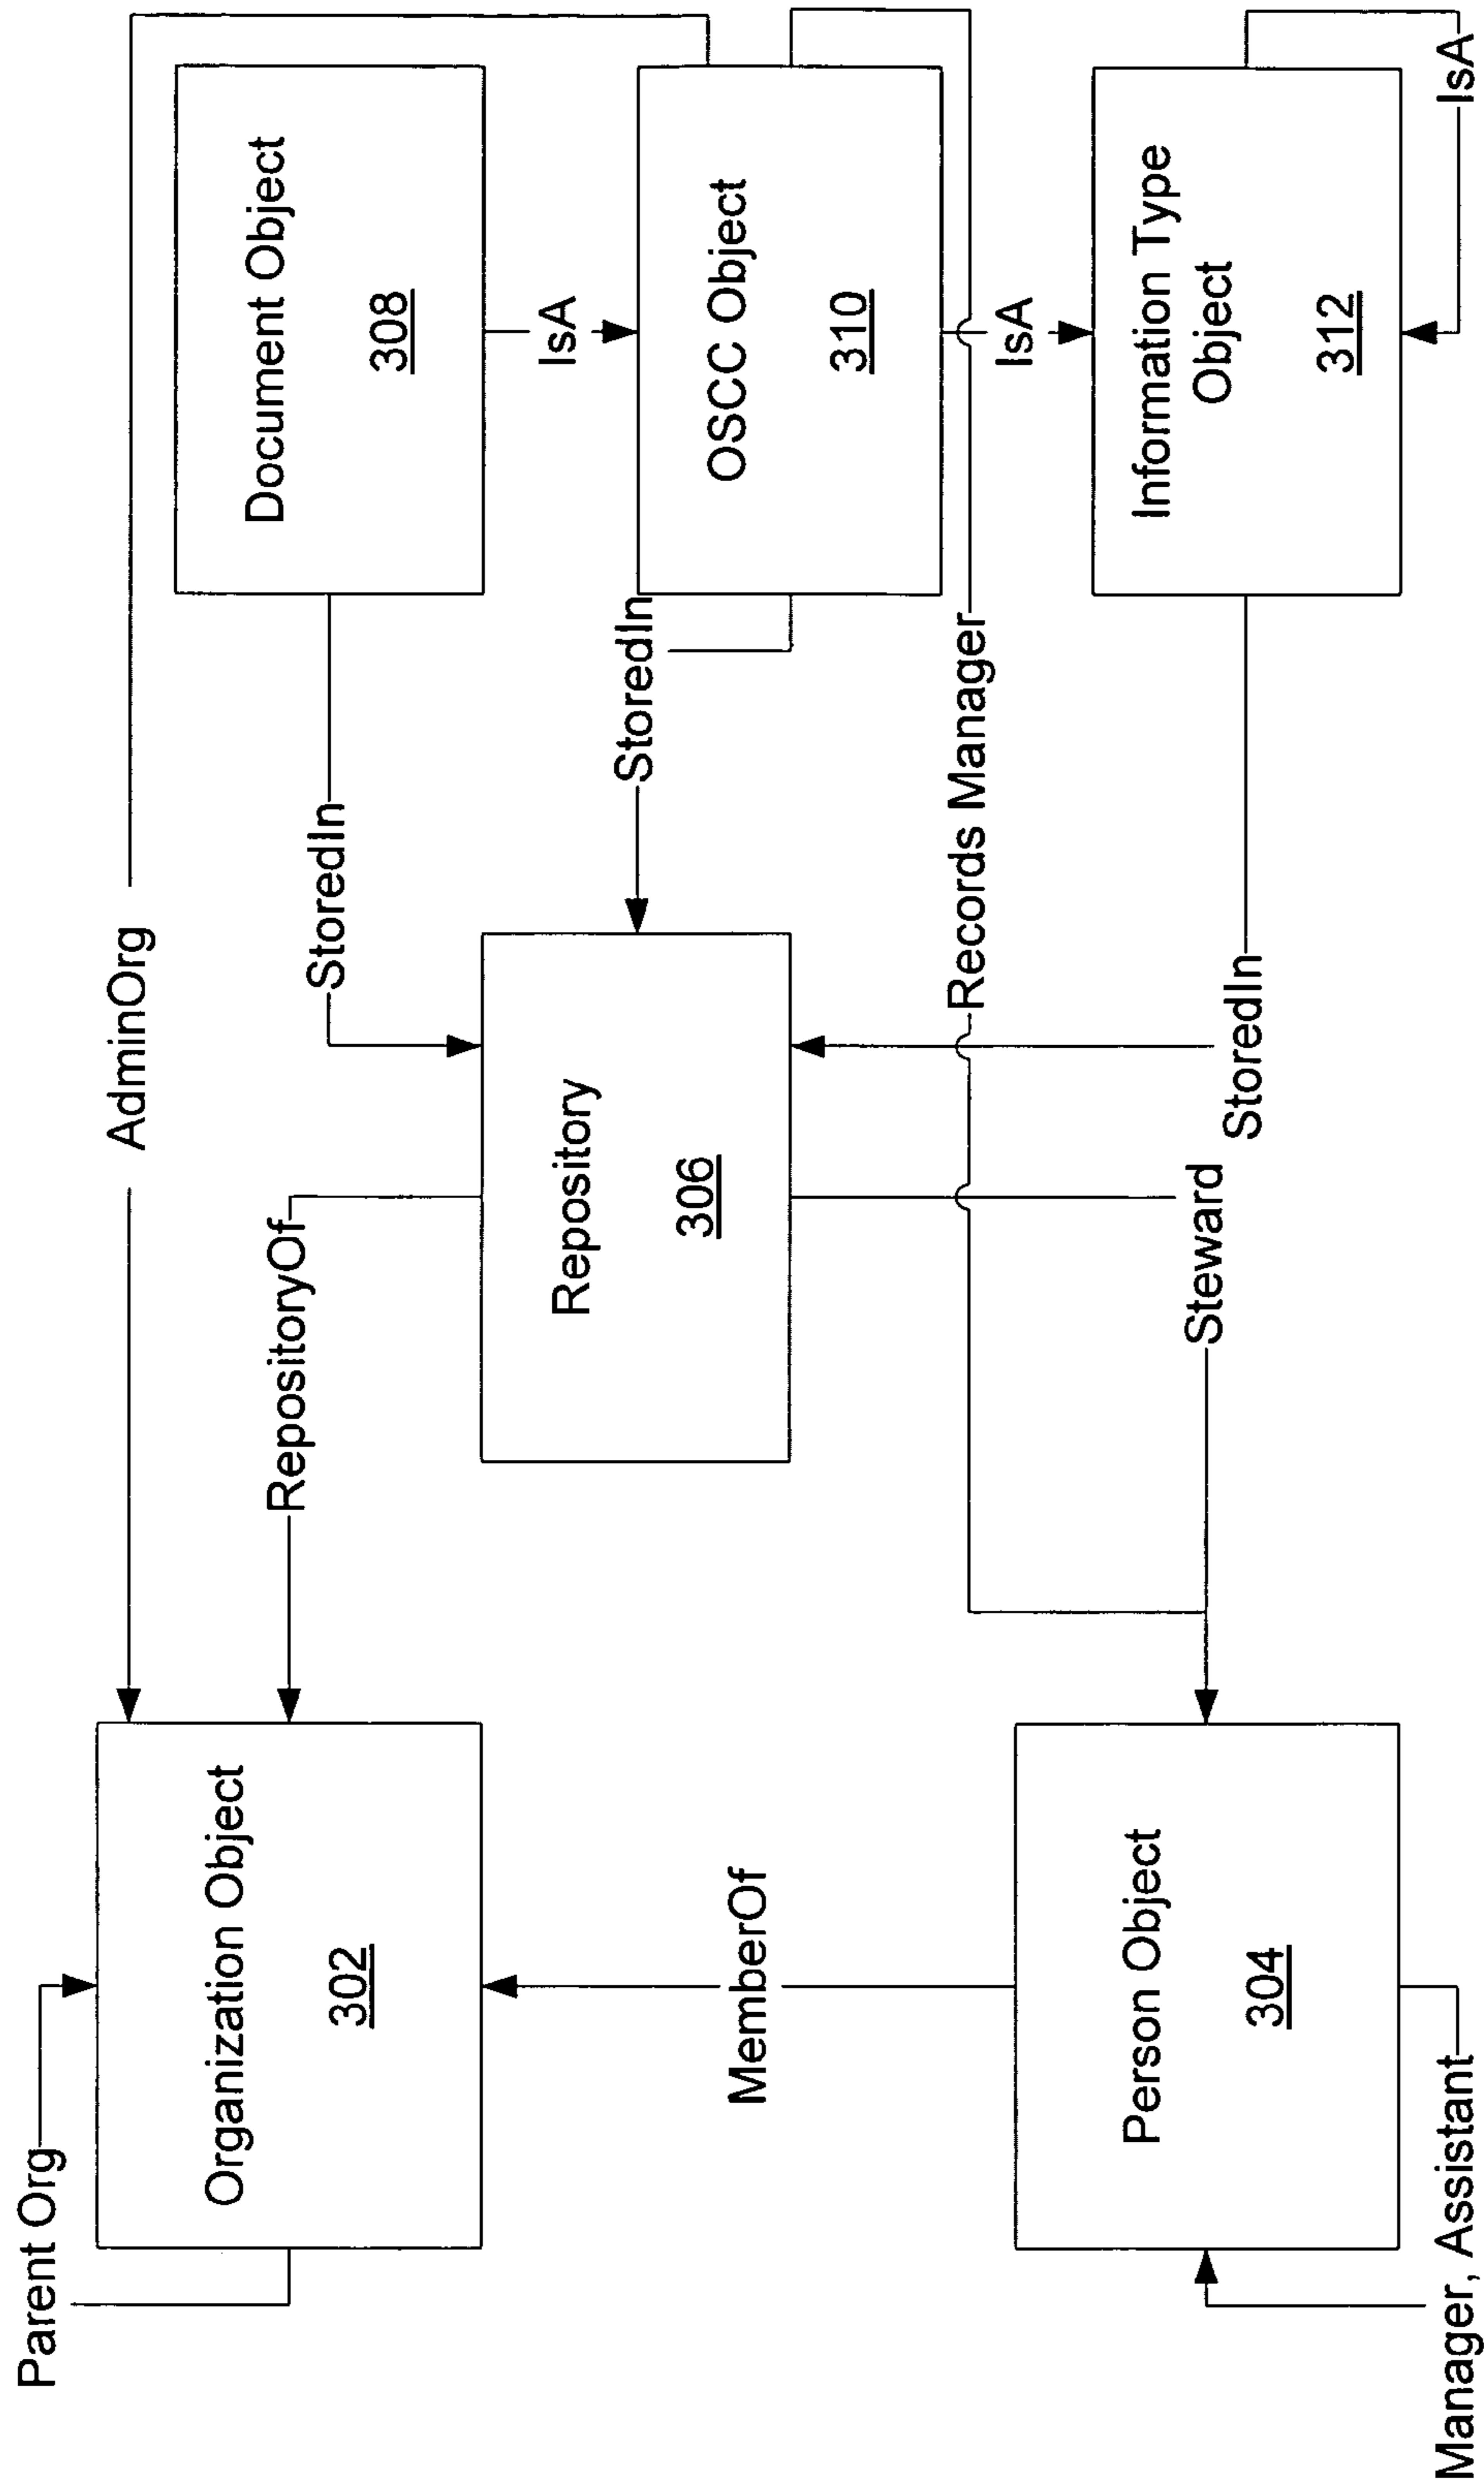 Parent Org
AdminOrg
Organization Object
302
RepositoryOf
StoredIn
Document Object
308
IsA
MemberOf
Repository
306
StoredIn
OSCC Object
310
Records Manager
IsA
Person Object
304
Steward
StoredIn
Information Type
Object
312
Manager, Assistant
IsA